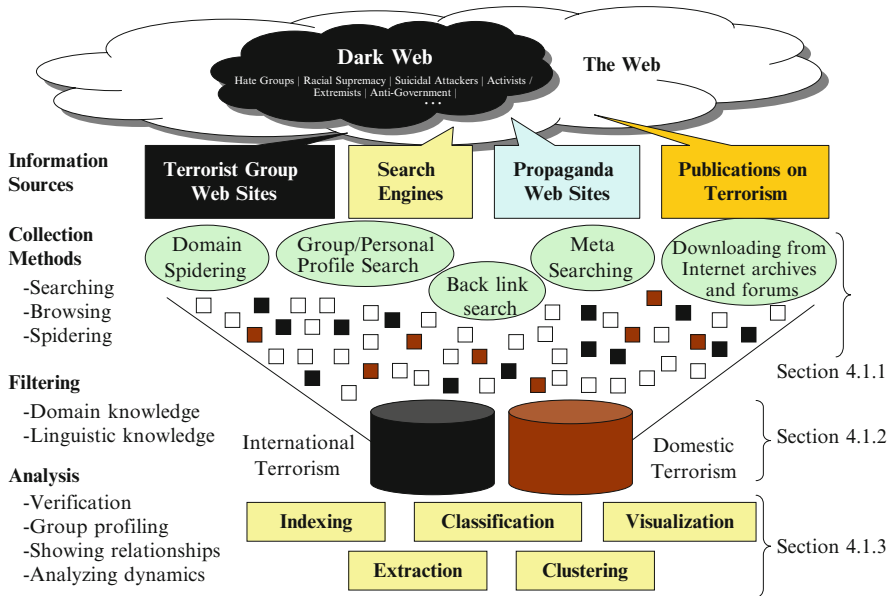 Dark Web
Hate Groups | Racial Supremacy | Suicidal Attackers | Activists /
Extremists | Anti-Government |
...
The Web
Information
Sources
Terrorist Group
Web Sites
Search
Engines
Propaganda
Web Sites
Publications on
Terrorism
Collection
Methods
-Searching
-Browsing
-Spidering
Domain
Spidering
Group/Personal
Profile Search
Back link
search
Meta
Searching
Downloading from
Internet archives
and forums
Section 4.1.1
Filtering
-Domain knowledge
-Linguistic knowledge
International
Terrorism
Domestic
Terrorism
Section 4.1.2
Analysis
-Verification
-Group profiling
-Showing relationships
-Analyzing dynamics
Indexing
Classification
Visualization
Extraction
Clustering
Section 4.1.3